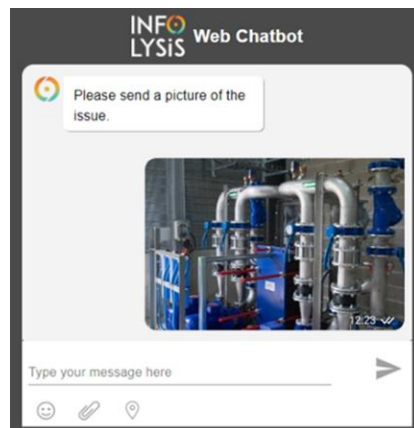 INFO
LYSiS
Web Chatbot
Please send a picture of the
issue.
12:23
Type your message here